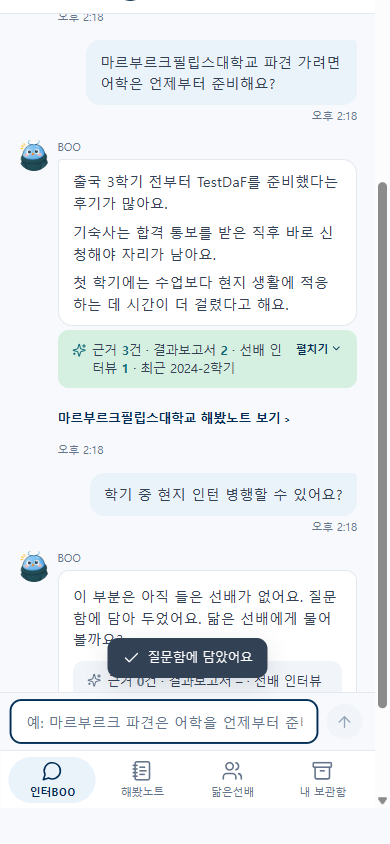 오후 2:18
마르부르크필립스대학교 파견 가려면
어학은 언제부터 준비해요?
오후 2:18
BOO
출국 3학기 전부터 TestDaF를 준비했다는
후기가 많아요.
기숙사는 합격 통보를 받은 직후 바로 신
청해야 자리가 남아요.
첫 학기에는 수업보다 현지 생활에 적응
하는 데 시간이 더 걸렸다고 해요.
근거 3건 · 결과보고서 2 · 선배 인
터뷰 1 · 최근 2024-2학기
펼치기
마르부르크필립스대학교 해봤노트 보기 >
오후 2:18
학기 중 현지 인턴 병행할 수 있어요?
오후 2:18
BOO
이 부분은 아직 들은 선배가 없어요. 질문
함에 담아 두었어요. 닮은 선배에게 물어
볼까요?
질문함에 담았어요
근거 0건 · 결과보고서 – · 선배 인터뷰
예: 마르부르크 파견은 어학을 언제부터 준비
인터BOO
해봤노트
닮은선배
내 보관함